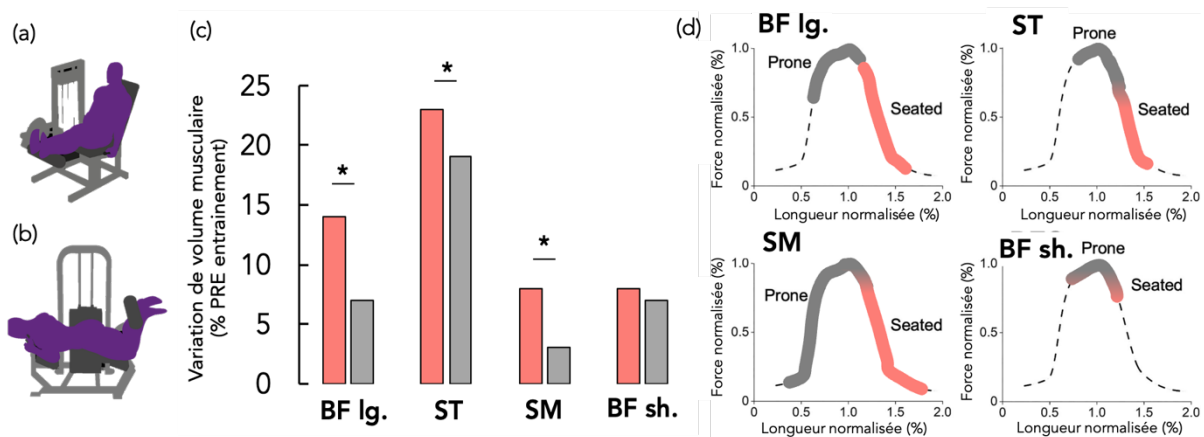 (a)
(b)
(c)
Variation de volume musculaire
(% PRE entrainement)
25
20
15
10
5
0
*
*
*
BF lg.
ST
SM
BF sh.
(d)
BF lg.
Force normalisée (%)
1.0
0.5
0
Prone
Seated
0 0.5 1.0 1.5 2.0
Longueur normalisée (%)
ST
Force normalisée (%)
1.0
0.5
0
Prone
Seated
0 0.5 1.0 1.5 2.0
Longueur normalisée (%)
SM
Force normalisée (%)
1.0
0.5
0
Prone
Seated
0 0.5 1.0 1.5 2.0
Longueur normalisée (%)
BF sh.
Force normalisée (%)
1.0
0.5
0
Prone
Seated
0 0.5 1.0 1.5 2.0
Longueur normalisée (%)